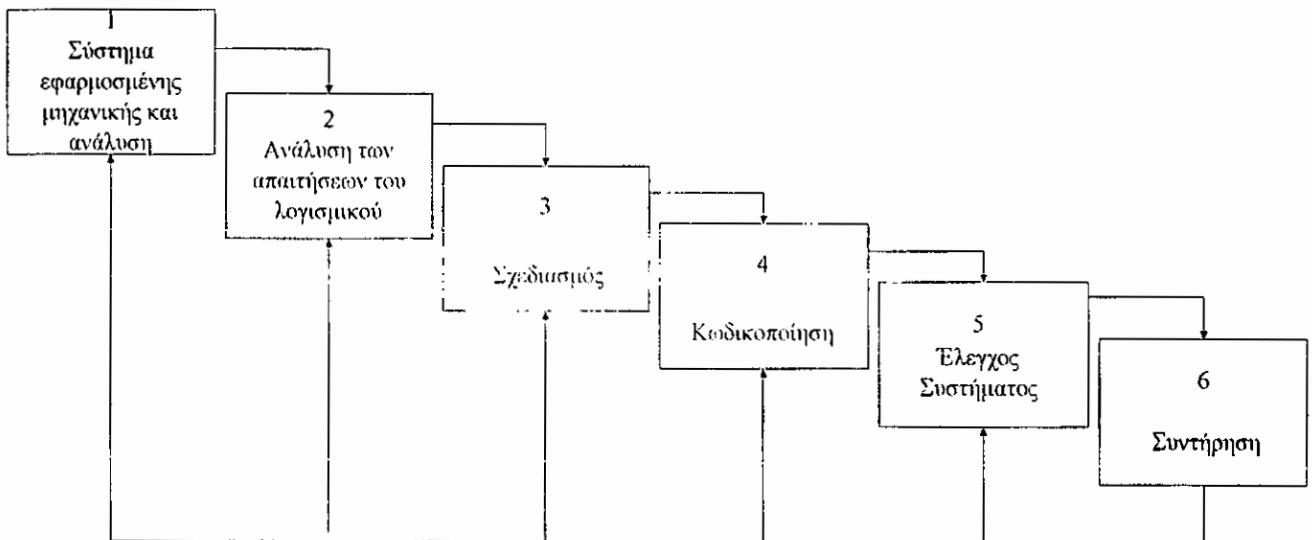 1
Σύστημα
εφαρμοσμένης
μηχανικής και
ανάλυση
2
Ανάλυση των
απαιτήσεων του
λογισμικού
3
Σχεδιασμός
4
Κωδικοποίηση
5
Έλεγχος
Συστήματος
6
Συντήρηση